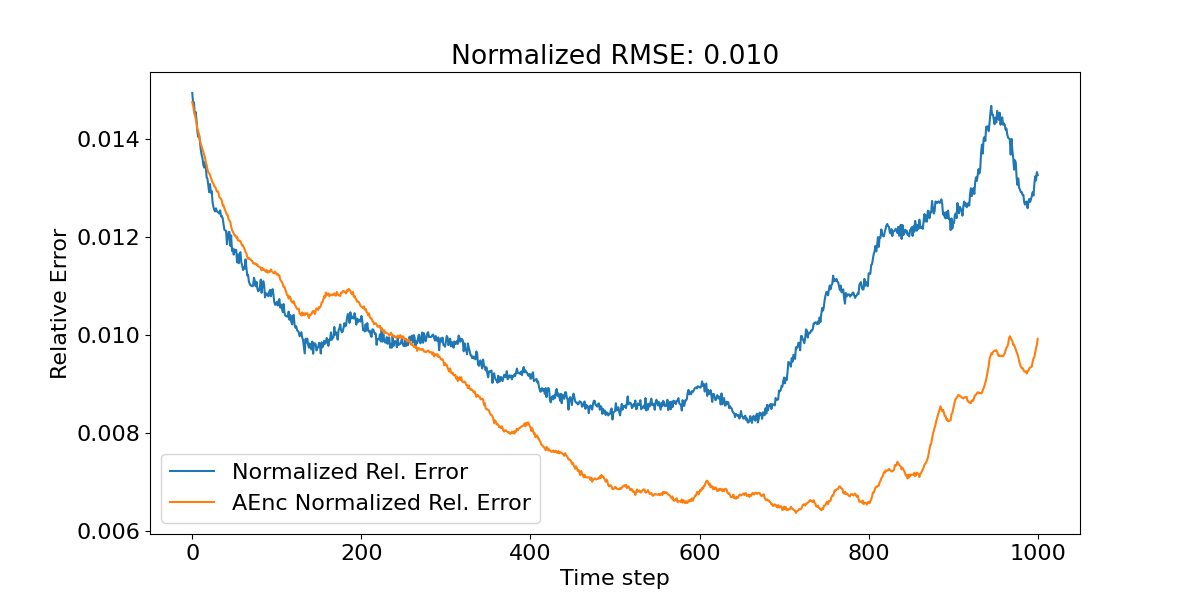 Normalized RMSE: 0.010
Relative Error
0.014
0.012
0.010
0.008
0.006
Normalized Rel. Error
AEnc Normalized Rel. Error
0 200 400 600 800 1000
Time step